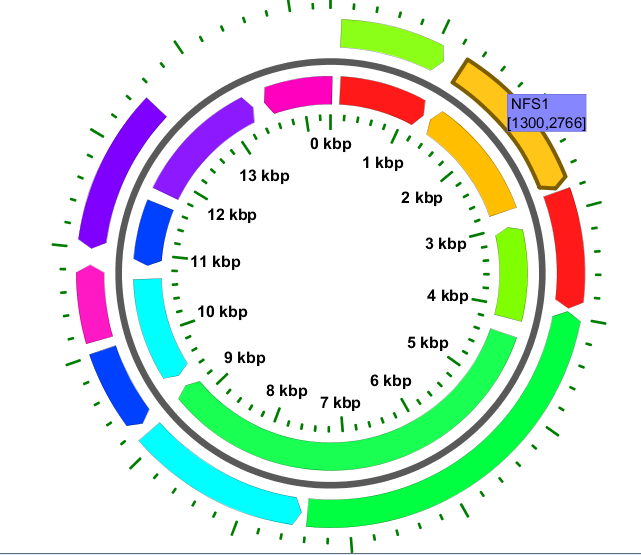 NFS1
[1300,2766]
0 kbp
1 kbp
2 kbp
3 kbp
4 kbp
5 kbp
6 kbp
7 kbp
8 kbp
9 kbp
10 kbp
11 kbp
12 kbp
13 kbp